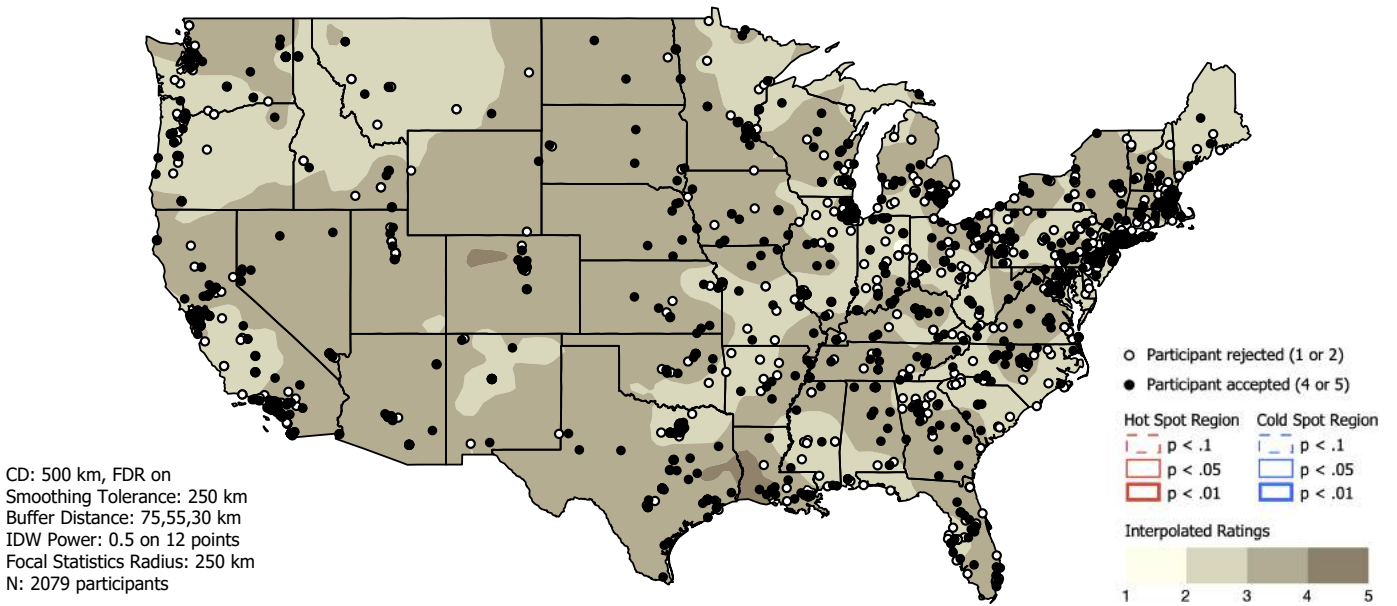 Participant rejected (1 or 2)
Participant accepted (4 or 5)
Hot Spot Region Cold Spot Region
p < .1 p < .1
p < .05 p < .05
p < .01 p < .01
CD: 500 km, FDR on
Smoothing Tolerance: 250 km
Buffer Distance: 75,55,30 km
IDW Power: 0.5 on 12 points
Focal Statistics Radius: 250 km
N: 2079 participants
Interpolated Ratings
1 2 3 4 5